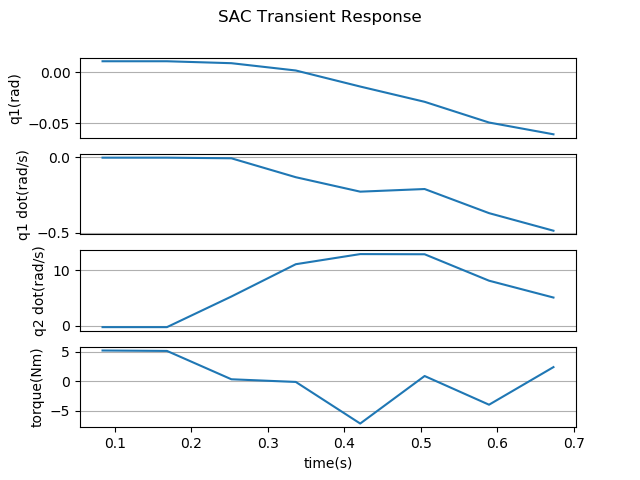 SAC Transient Response
q1(rad)
0.00
−0.05
q1 dot(rad/s)
0.0
−0.5
q2 dot(rad/s)
10
0
torque(Nm)
5
0
−5
0.1 0.2 0.3 0.4 0.5 0.6 0.7
time(s)